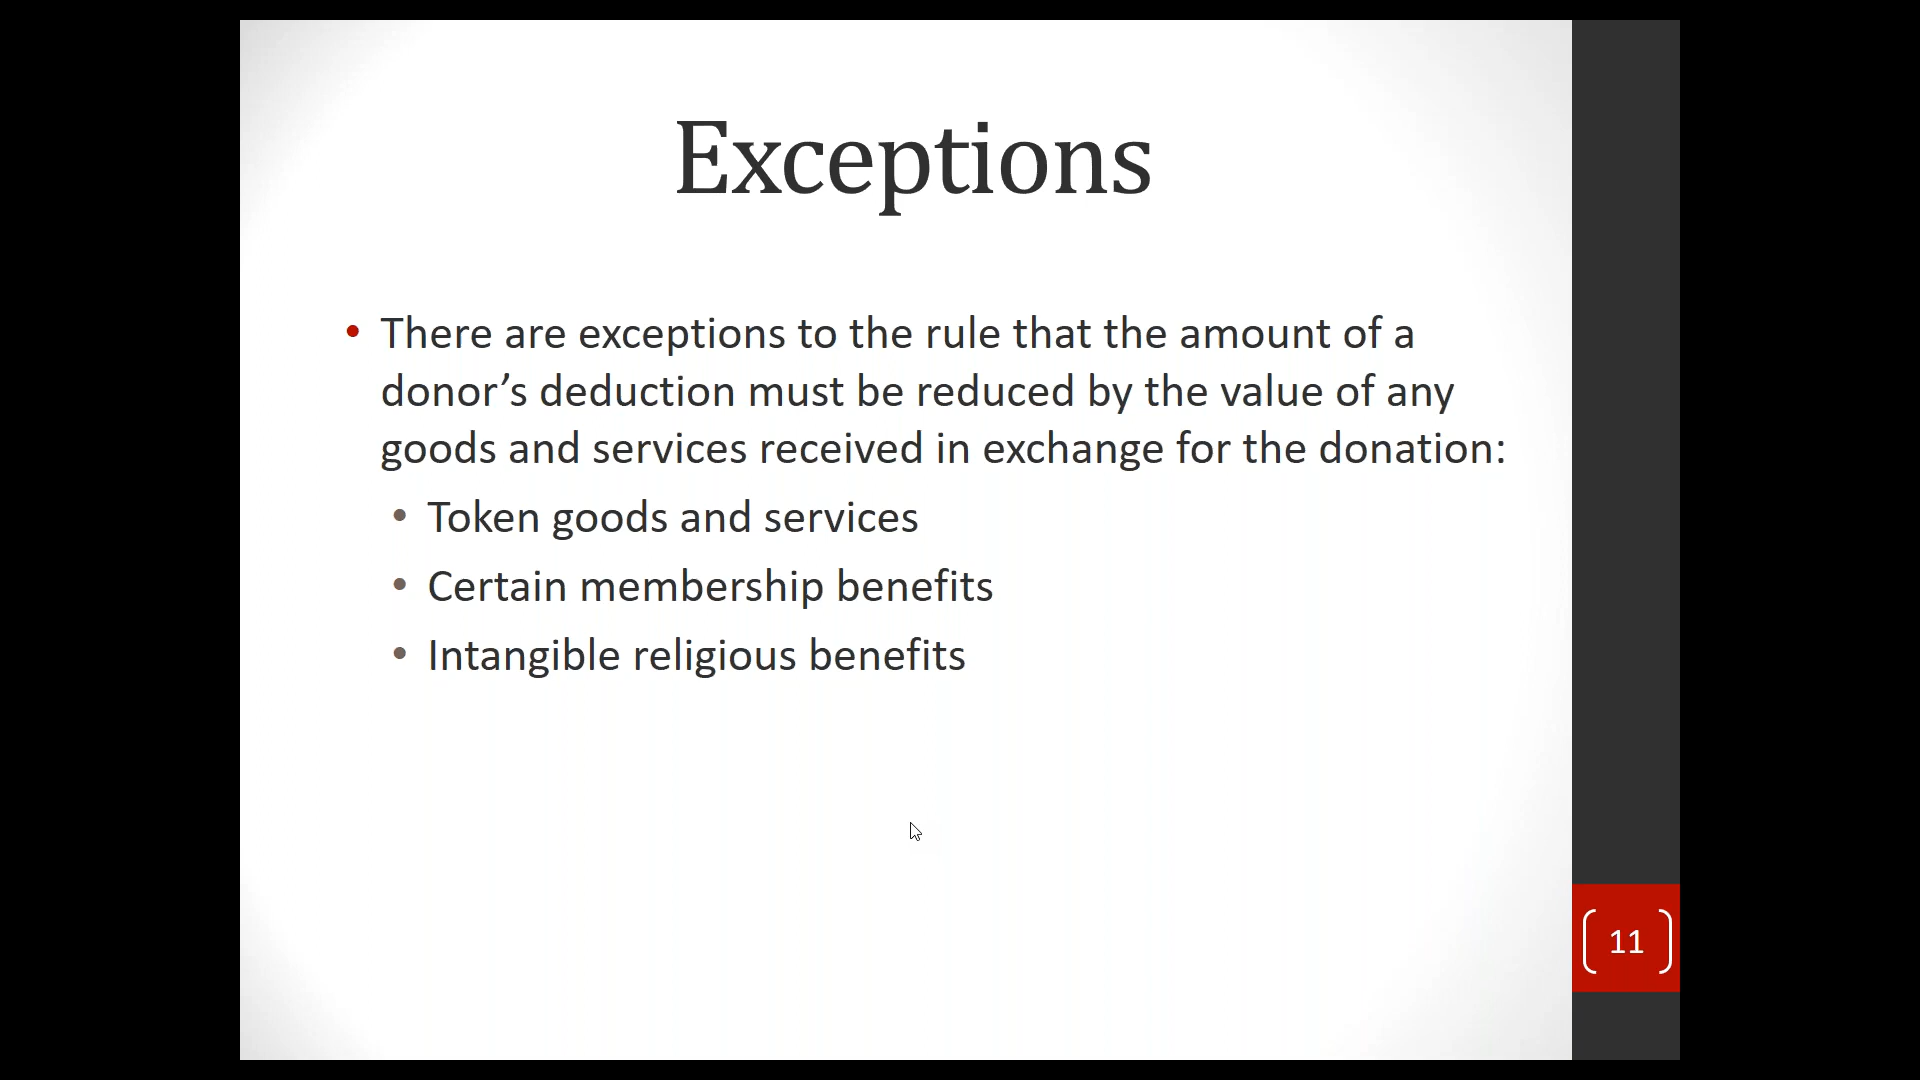 Exceptions
• There are exceptions to the rule that the amount of a
donor’s deduction must be reduced by the value of any
goods and services received in exchange for the donation:
• Token goods and services
• Certain membership benefits
• Intangible religious benefits
11